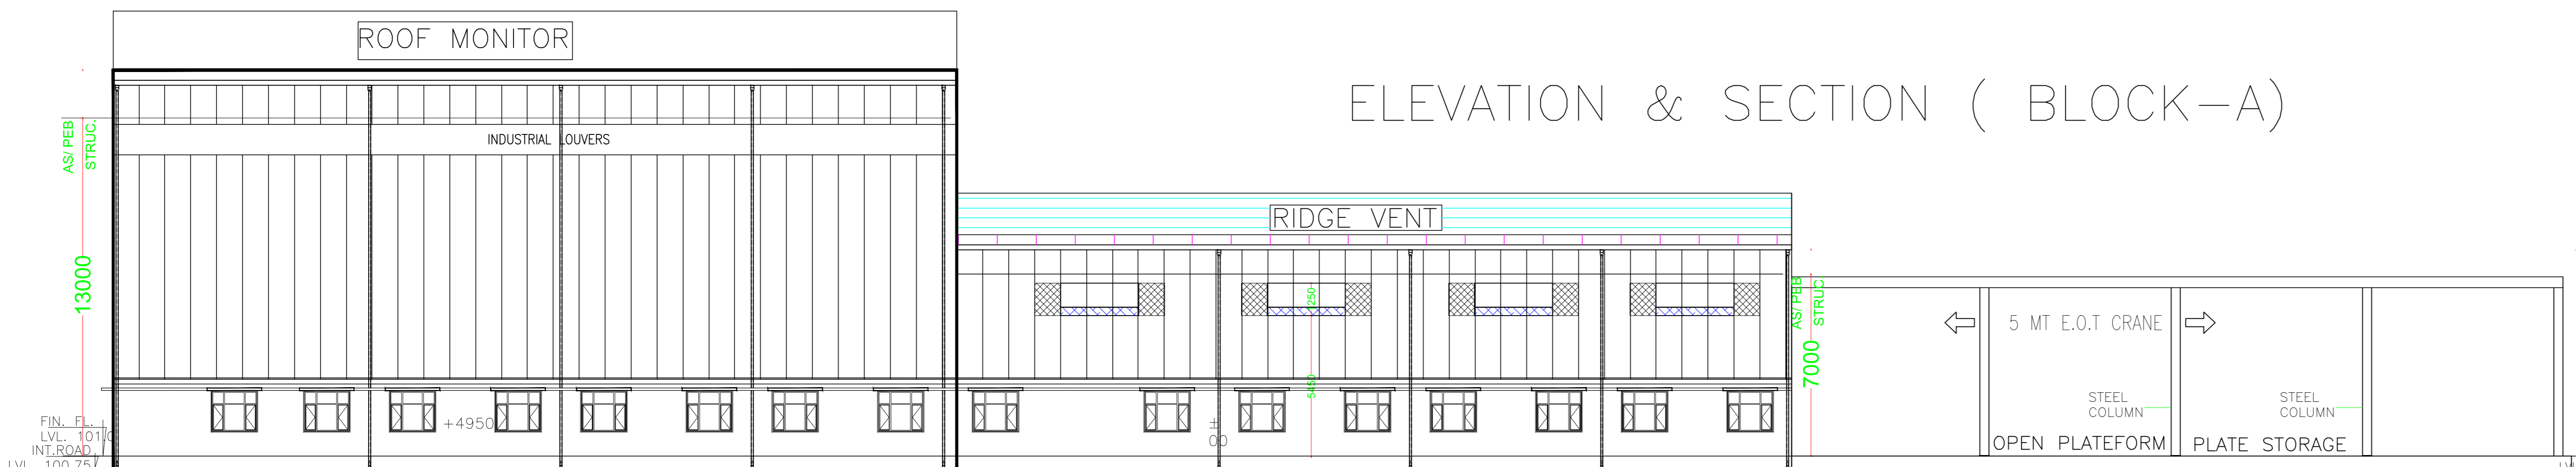 ROOF MONITOR
ELEVATION & SECTION ( BLOCK-A)
AS/ PEB
STRUC.
INDUSTRIAL LOUVERS
RIDGE VENT
13000
1250
5450
AS/ PEB
STRUC.
7000
5 MT E.O.T CRANE
STEEL
COLUMN
STEEL
COLUMN
OPEN PLATEFORM
PLATE STORAGE
FIN. FL.
LVL. 101.0
INT.ROAD
LVL. 100.75
+4950
±
00